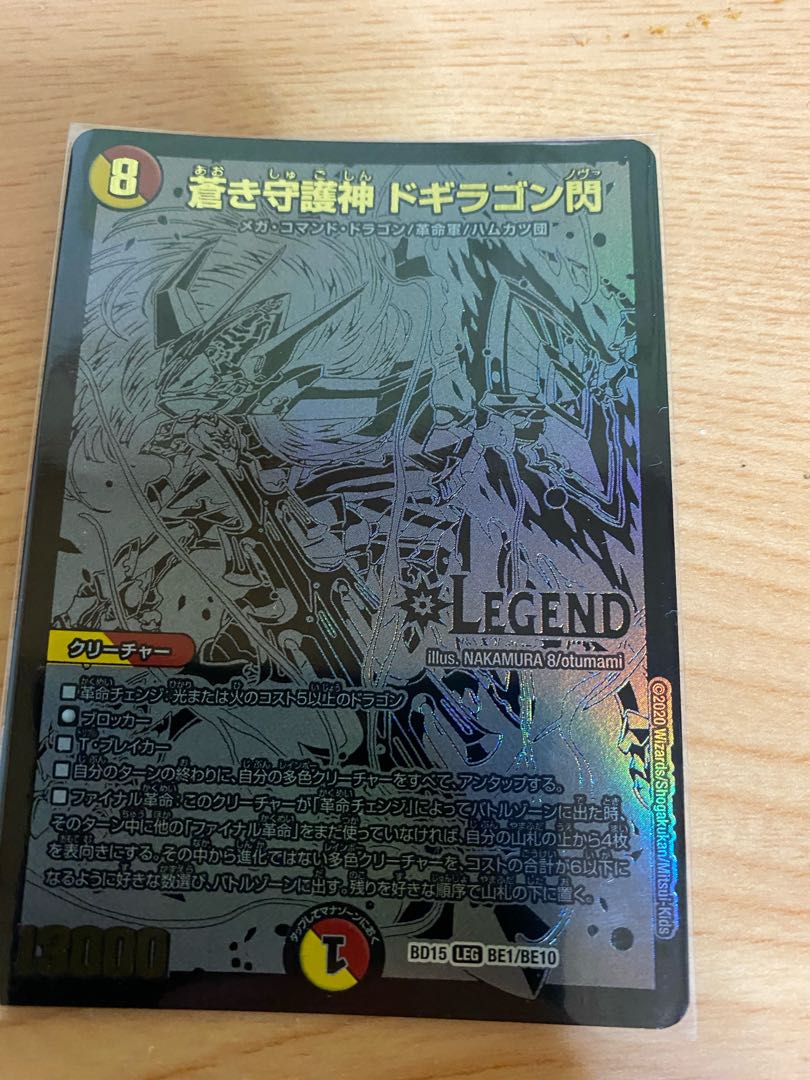 8
あお しゅ ご しん ノヴァ
蒼き守護神 ドギラゴン閃
メガ・コマンド・ドラゴン/革命軍/ハムカツ団
LEGEND
illus. NAKAMURA 8/otumami
クリーチャー
■革命チェンジ:光または火のコスト5以上のドラゴン
ブロッカー
■T・ブレイカー
■自分のターンの終わりに、自分の多色クリーチャーをすべて、アンタップする。
■ファイナル革命:このクリーチャーが「革命チェンジ」によってバトルゾーンに出た時、
そのターン中に他の「ファイナル革命」をまだ使っていなければ、自分の山札の上から4枚
を表向きにする。その中から進化ではない多色クリーチャーを、コストの合計が6以下に
なるように好きな数選び、バトルゾーンに出す。残りを好きな順序で山札の下に置く。
13000
タップしてマナゾーンにおく
1
BD15 LEG BE1/BE10
©2020 Wizards/Shogakukan/Mitsui-Kids